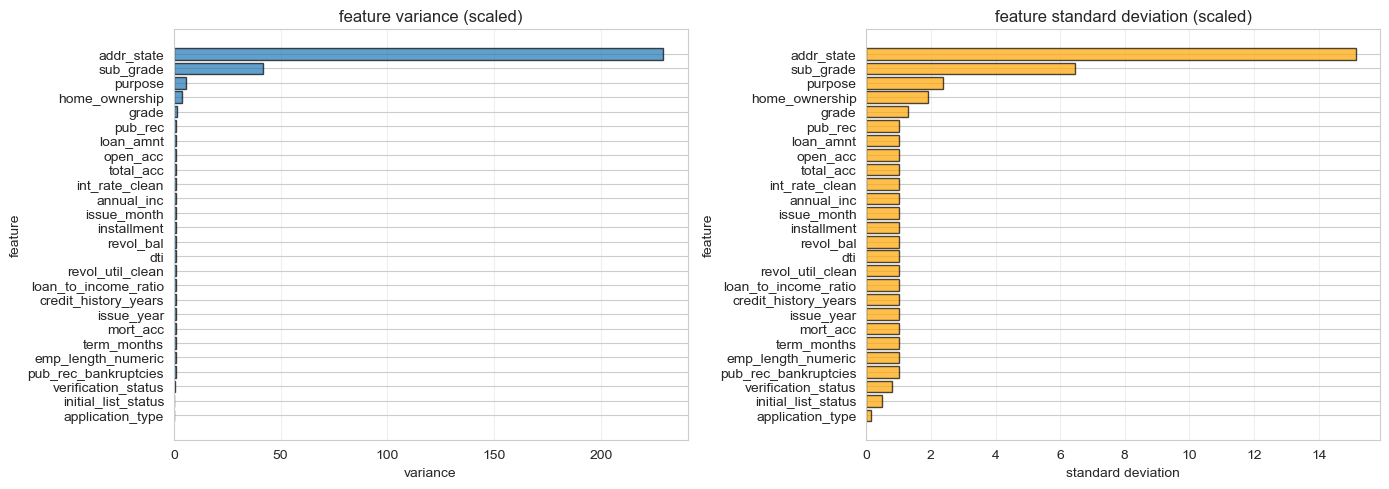 feature variance (scaled)
feature
addr_state
sub_grade
purpose
home_ownership
grade
pub_rec
loan_amnt
open_acc
total_acc
int_rate_clean
annual_inc
issue_month
installment
revol_bal
dti
revol_util_clean
loan_to_income_ratio
credit_history_years
issue_year
mort_acc
term_months
emp_length_numeric
pub_rec_bankruptcies
verification_status
initial_list_status
application_type
0 50 100 150 200
variance
feature standard deviation (scaled)
feature
addr_state
sub_grade
purpose
home_ownership
grade
pub_rec
loan_amnt
open_acc
total_acc
int_rate_clean
annual_inc
issue_month
installment
revol_bal
dti
revol_util_clean
loan_to_income_ratio
credit_history_years
issue_year
mort_acc
term_months
emp_length_numeric
pub_rec_bankruptcies
verification_status
initial_list_status
application_type
0 2 4 6 8 10 12 14
standard deviation